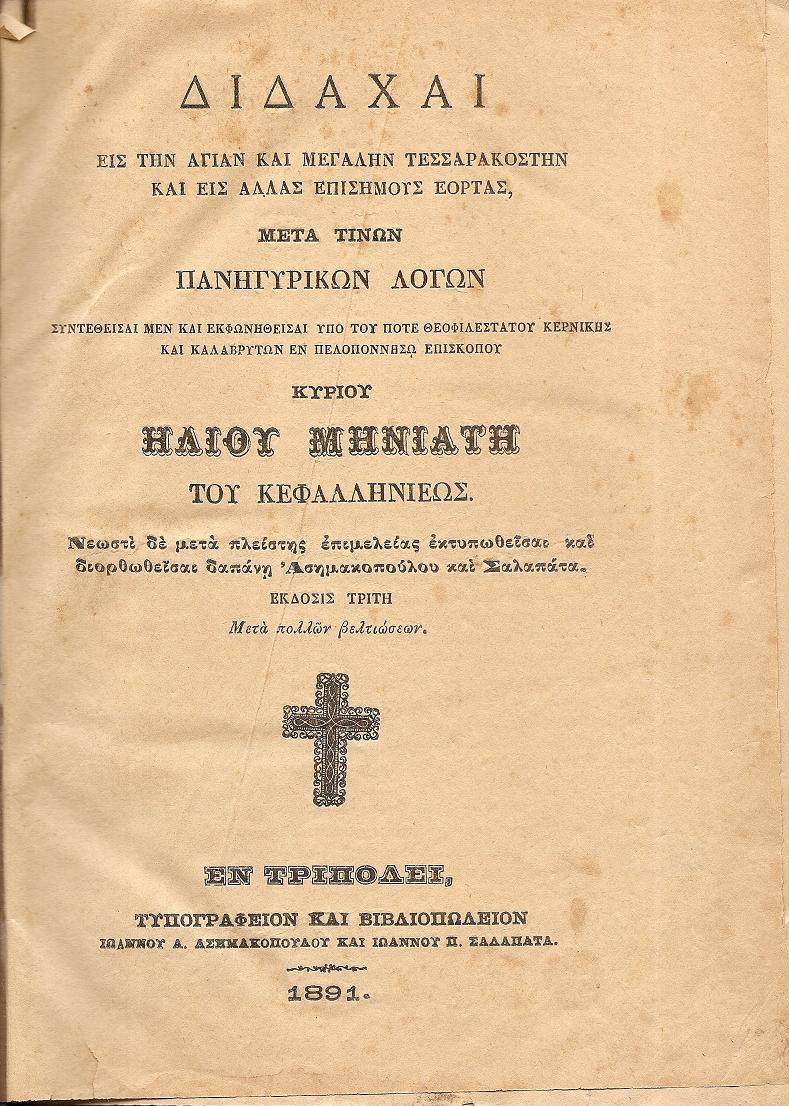 ΔΙΔΑΧΑΙ
ΕΙΣ ΤΗΝ ΑΓΙΑΝ ΚΑΙ ΜΕΓΑΛΗΝ ΤΕΣΣΑΡΑΚΟΣΤΗΝ
ΚΑΙ ΕΙΣ ΑΛΛΑΣ ΕΠΙΣΗΜΟΥΣ ΕΟΡΤΑΣ,
ΜΕΤΑ ΤΙΝΩΝ
ΠΑΝΗΓΥΡΙΚΩΝ ΛΟΓΩΝ
ΣΥΝΤΕΘΕΙΣΑΙ ΜΕΝ ΚΑΙ ΕΚΦΩΝΗΘΕΙΣΑΙ ΥΠΟ ΤΟΥ ΠΟΤΕ ΘΕΟΦΙΛΕΣΤΑΤΟΥ ΚΕΡΝΙΚΗΣ
ΚΑΙ ΚΑΛΑΒΡΥΤΩΝ ΕΝ ΠΕΛΟΠΟΝΝΗΣΩ ΕΠΙΣΚΟΠΟΥ
ΚΥΡΙΟΥ
ΗΛΙΟΥ ΜΗΝΙΑΤΗ
ΤΟΥ ΚΕΦΑΛΛΗΝΙΕΩΣ.
Νεωστὶ δὲ μετὰ πλείστης ἐπιμελείας ἐκτυπωθεῖσαι καὶ
διορθωθεῖσαι δαπάνῃ Ἀσημακοπούλου καὶ Σαλαπάτα.
ΕΚΔΟΣΙΣ ΤΡΙΤΗ
Μετὰ πολλῶν βελτιώσεων.
ΕΝ ΤΡΙΠΟΛΕΙ,
ΤΥΠΟΓΡΑΦΕΙΟΝ ΚΑΙ ΒΙΒΛΙΟΠΩΛΕΙΟΝ
ΙΩΑΝΝΟΥ Α. ΑΣΗΜΑΚΟΠΟΥΛΟΥ ΚΑΙ ΙΩΑΝΝΟΥ Π. ΣΑΛΑΠΑΤΑ.
1891.